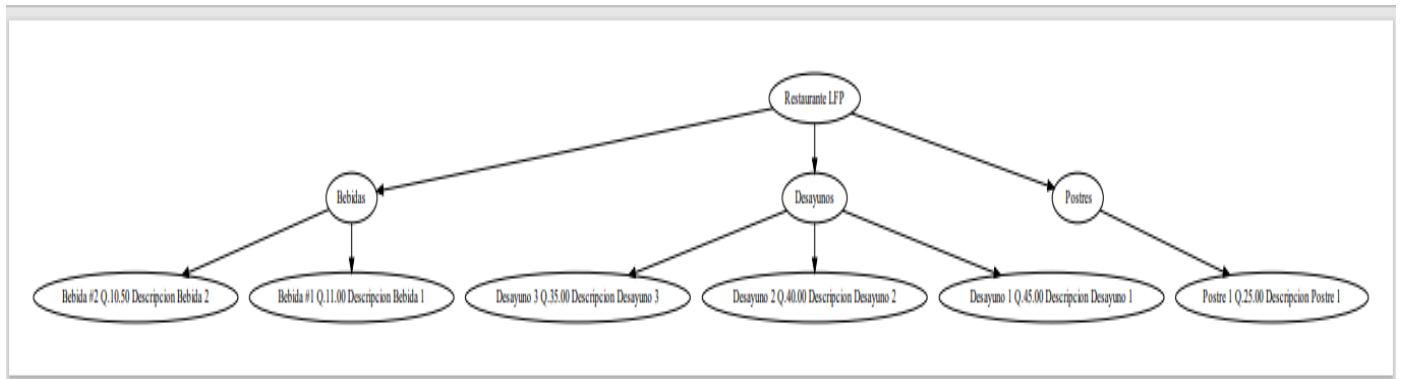 Restaurante LFP
Bebidas
Desayunos
Postres
Bebida #2 Q.10.50 Descripcion Bebida 2
Bebida #1 Q.11.00 Descripcion Bebida 1
Desayuno 3 Q.35.00 Descripcion Desayuno 3
Desayuno 2 Q.40.00 Descripcion Desayuno 2
Desayuno 1 Q.45.00 Descripcion Desayuno 1
Postre 1 Q.25.00 Descripcion Postre 1